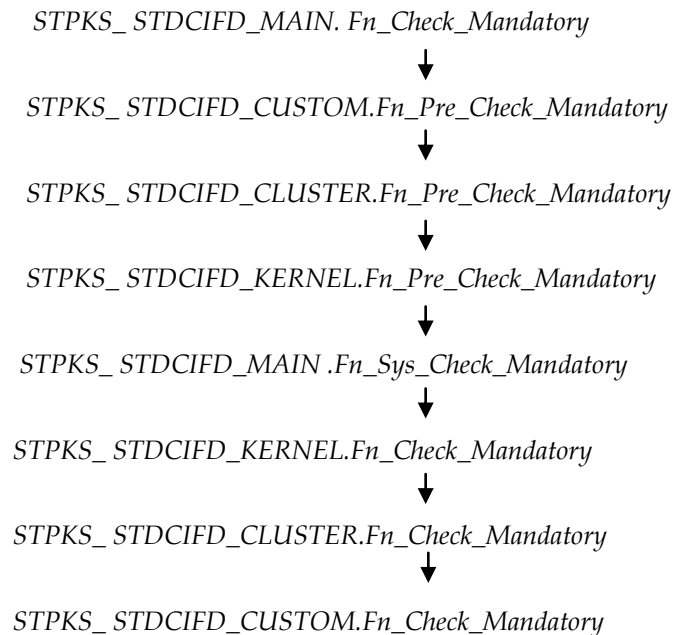 STPKS_ STDCIFD_MAIN. Fn_Check_Mandatory
STPKS_ STDCIFD_CUSTOM.Fn_Pre_Check_Mandatory
STPKS_ STDCIFD_CLUSTER.Fn_Pre_Check_Mandatory
STPKS_ STDCIFD_KERNEL.Fn_Pre_Check_Mandatory
STPKS_ STDCIFD_MAIN .Fn_Sys_Check_Mandatory
STPKS_ STDCIFD_KERNEL.Fn_Check_Mandatory
STPKS_ STDCIFD_CLUSTER.Fn_Check_Mandatory
STPKS_ STDCIFD_CUSTOM.Fn_Check_Mandatory